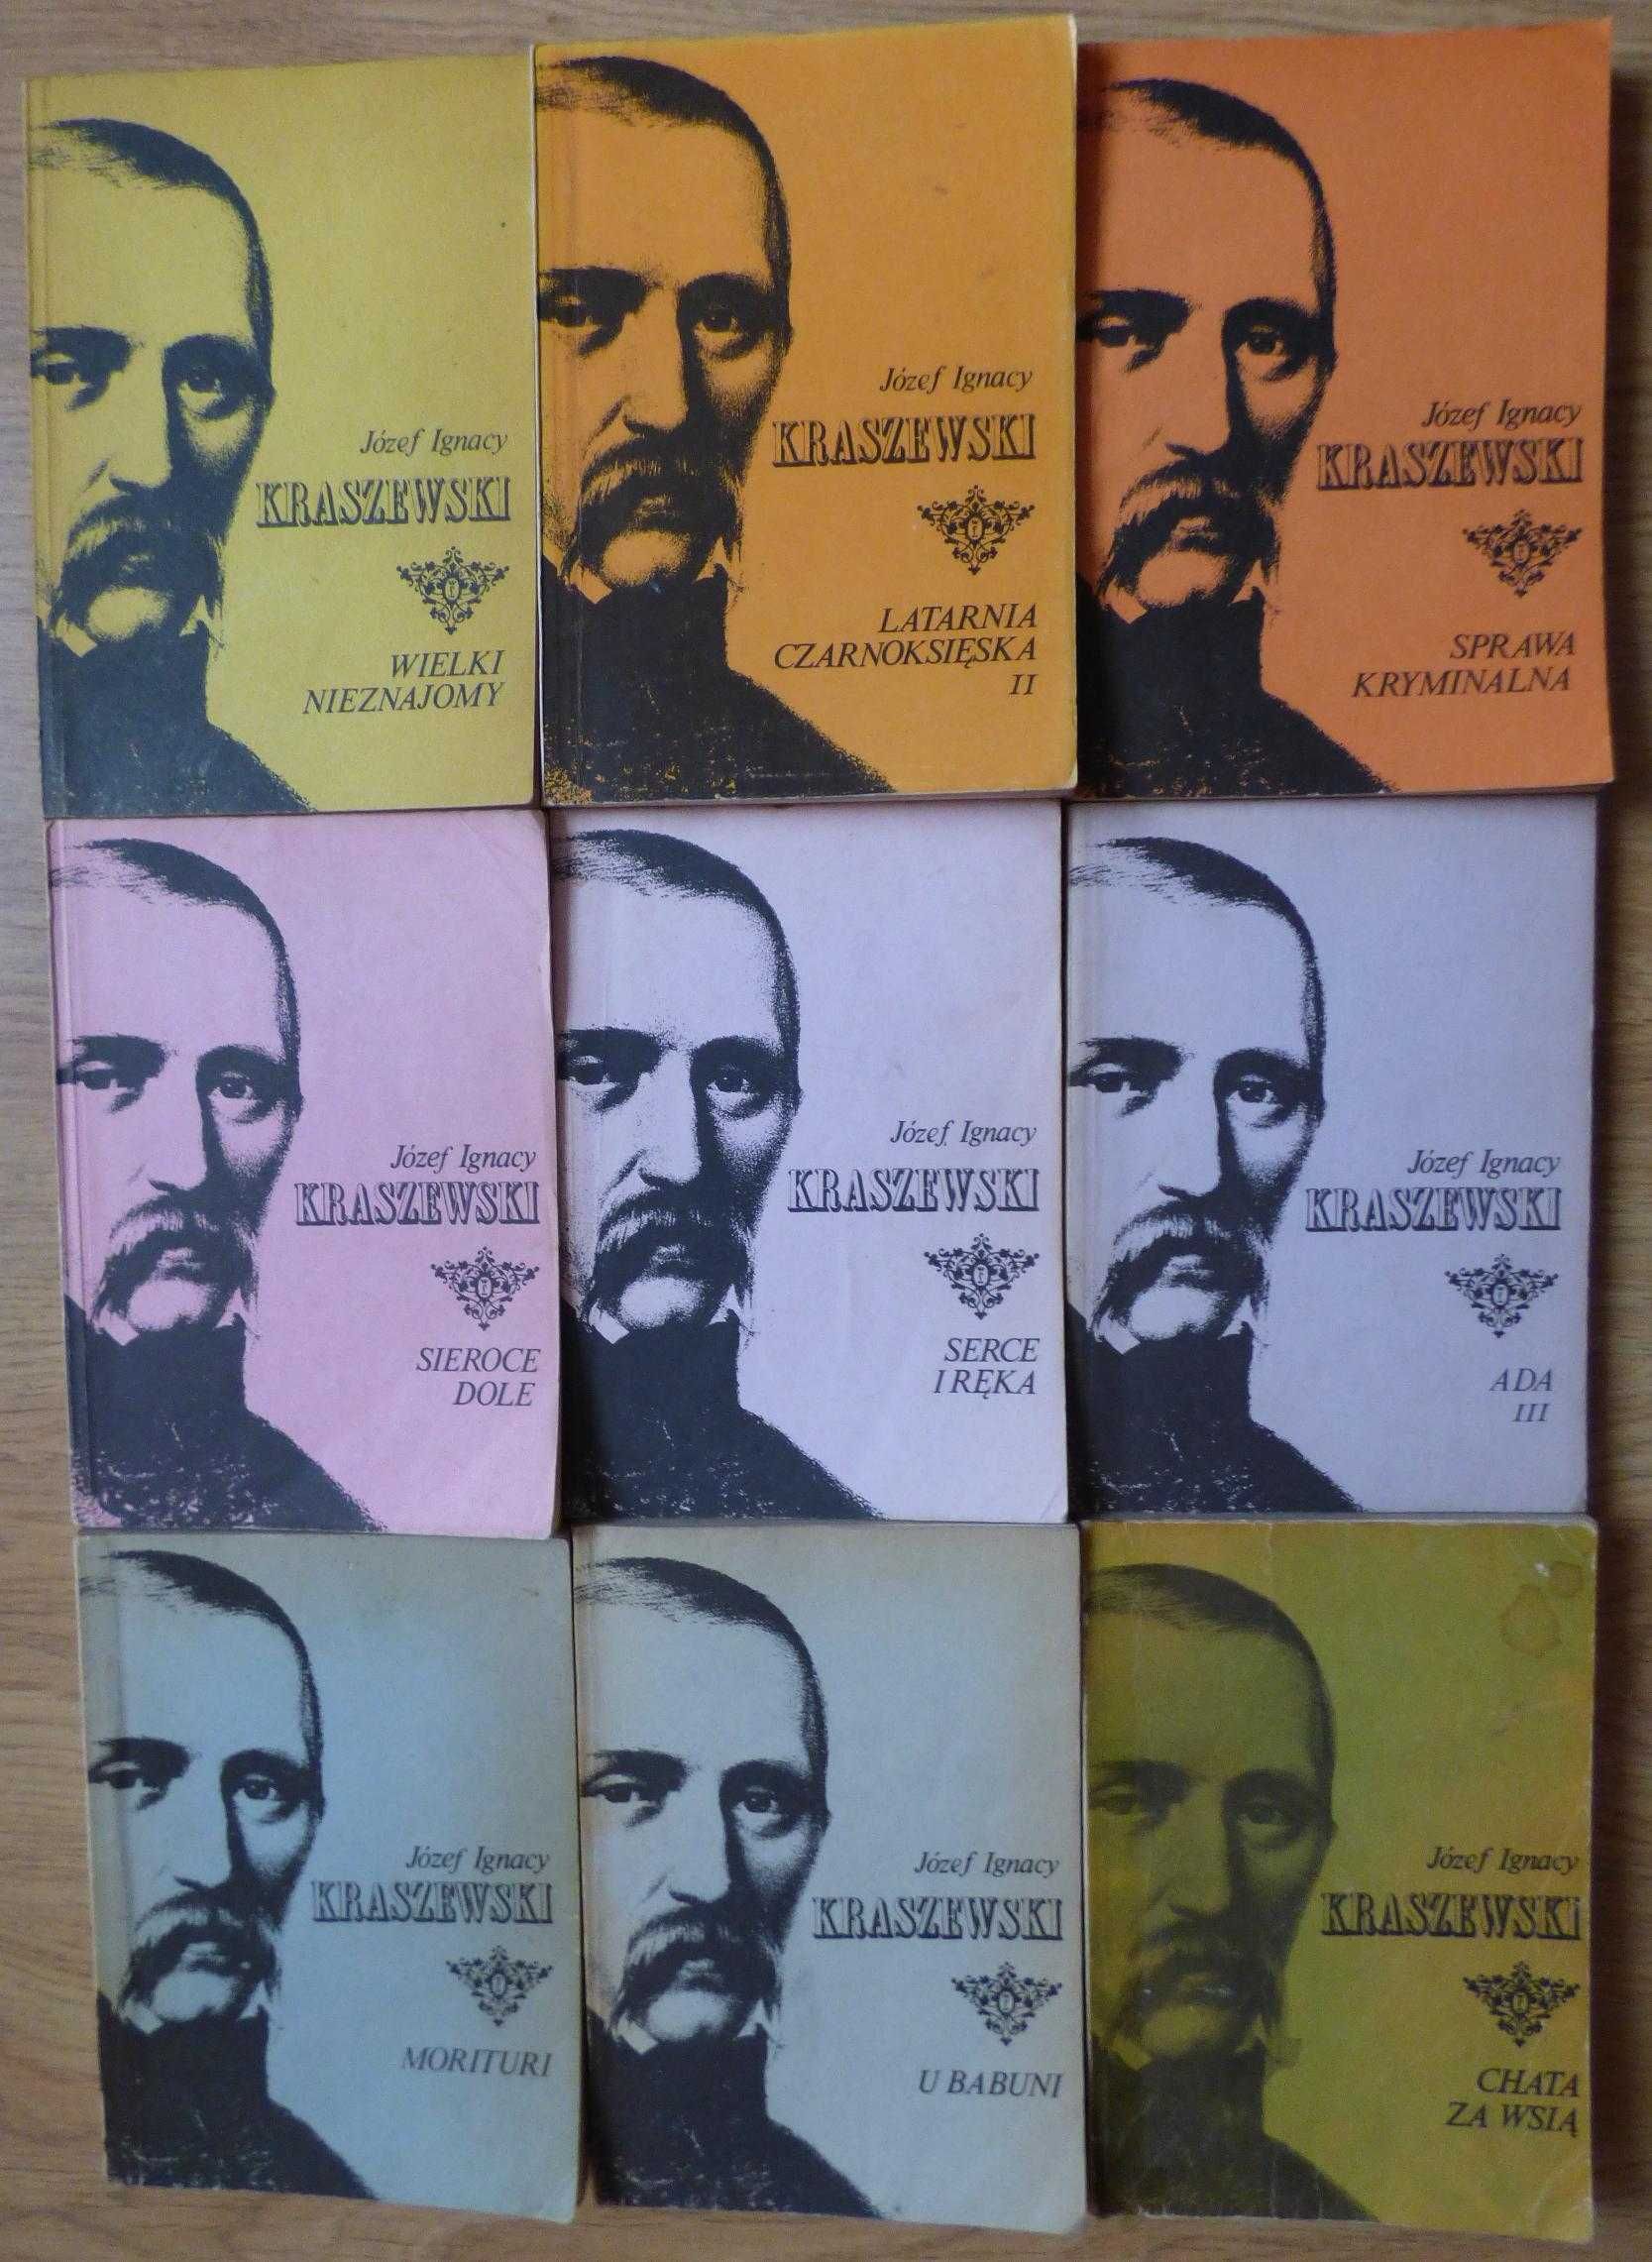 Józef Ignacy
KRASZEWSKI
WIELKI
NIEZNAJOMY
Józef Ignacy
KRASZEWSKI
LATARNIA
CZARNOKSIĘSKA
II
Józef Ignacy
KRASZEWSKI
SPRAWA
KRYMINALNA
Józef Ignacy
KRASZEWSKI
SIEROCE
DOLE
Józef Ignacy
KRASZEWSKI
SERCE
I RĘKA
Józef Ignacy
KRASZEWSKI
ADA
III
Józef Ignacy
KRASZEWSKI
MORITURI
Józef Ignacy
KRASZEWSKI
U BABUNI
Józef Ignacy
KRASZEWSKI
CHATA
ZA WSIĄ